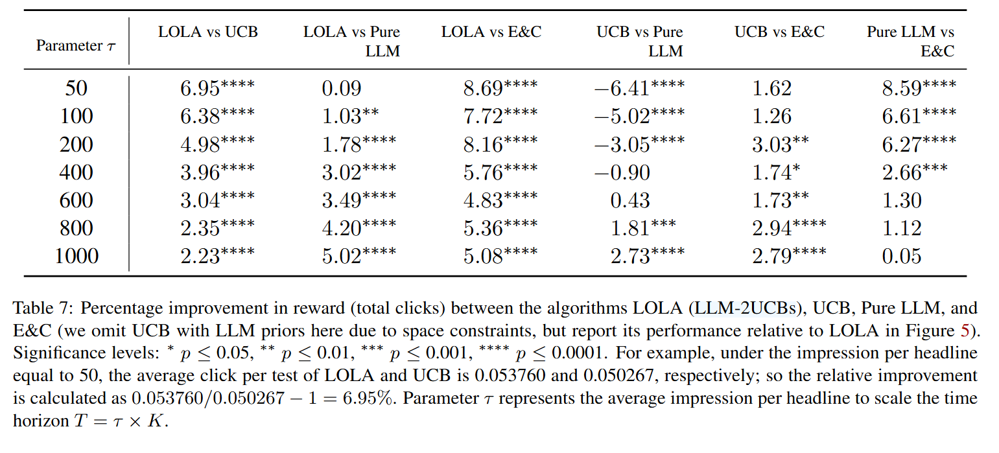 Parameter τ LOLA vs UCB LOLA vs Pure LLM LOLA vs E&C UCB vs Pure LLM UCB vs E&C Pure LLM vs E&C
50 6.95**** 0.09 8.69**** −6.41**** 1.62 8.59****
100 6.38**** 1.03** 7.72**** −5.02**** 1.26 6.61****
200 4.98**** 1.78**** 8.16**** −3.05**** 3.03** 6.27****
400 3.96**** 3.02**** 5.76**** −0.90 1.74* 2.66***
600 3.04**** 3.49**** 4.83**** 0.43 1.73** 1.30
800 2.35**** 4.20**** 5.36**** 1.81*** 2.94**** 1.12
1000 2.23**** 5.02**** 5.08**** 2.73**** 2.79**** 0.05
Table 7: Percentage improvement in reward (total clicks) between the algorithms LOLA (LLM-2UCBs), UCB, Pure LLM, and
E&C (we omit UCB with LLM priors here due to space constraints, but report its performance relative to LOLA in Figure 5).
Significance levels: * p ≤ 0.05, ** p ≤ 0.01, *** p ≤ 0.001, **** p ≤ 0.0001. For example, under the impression per headline
equal to 50, the average click per test of LOLA and UCB is 0.053760 and 0.050267, respectively; so the relative improvement
is calculated as 0.053760/0.050267 − 1 = 6.95%. Parameter τ represents the average impression per headline to scale the time
horizon T = τ × K.